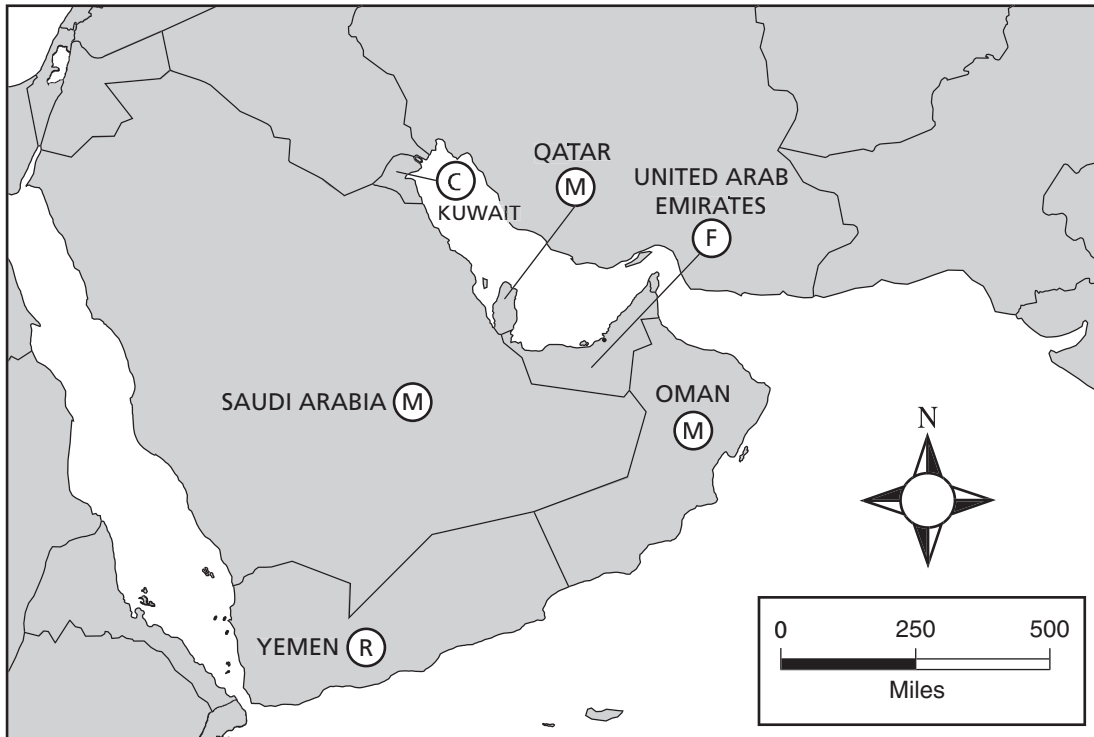 QATAR
M
UNITED ARAB
EMIRATES
F
C
KUWAIT
SAUDI ARABIA M
OMAN
M
N
YEMEN R
0 250 500
Miles